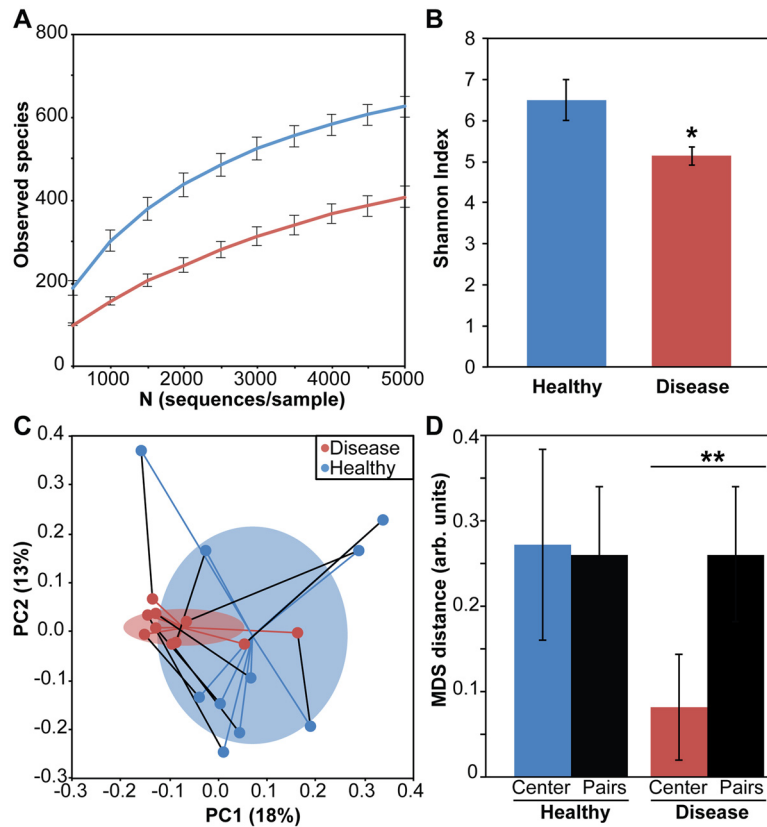 A
800
600
400
200
0
Observed species
1000 2000 3000 4000 5000
N (sequences/sample)
B
8
7
6
5
4
3
2
1
0
Shannon Index
*
Healthy Disease
C
0.4
0.3
0.2
0.1
0.0
-0.1
-0.2
-0.3
PC2 (13%)
Disease
Healthy
-0.3 -0.2 -0.1 0.0 0.1 0.2 0.3 0.4
PC1 (18%)
D
0.4
0.3
0.2
0.1
0
MDS distance (arb. units)
**
Center Pairs Center Pairs
Healthy Disease